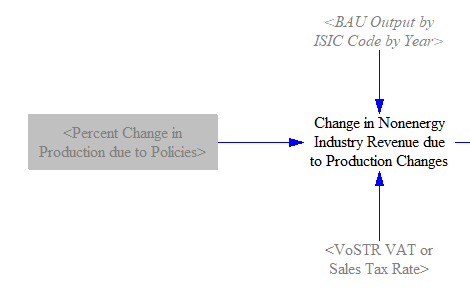 <BAU Output by
ISIC Code by Year>
<Percent Change in
Production due to Policies>
Change in Nonenergy
Industry Revenue due
to Production Changes
<VoSTR VAT or
Sales Tax Rate>